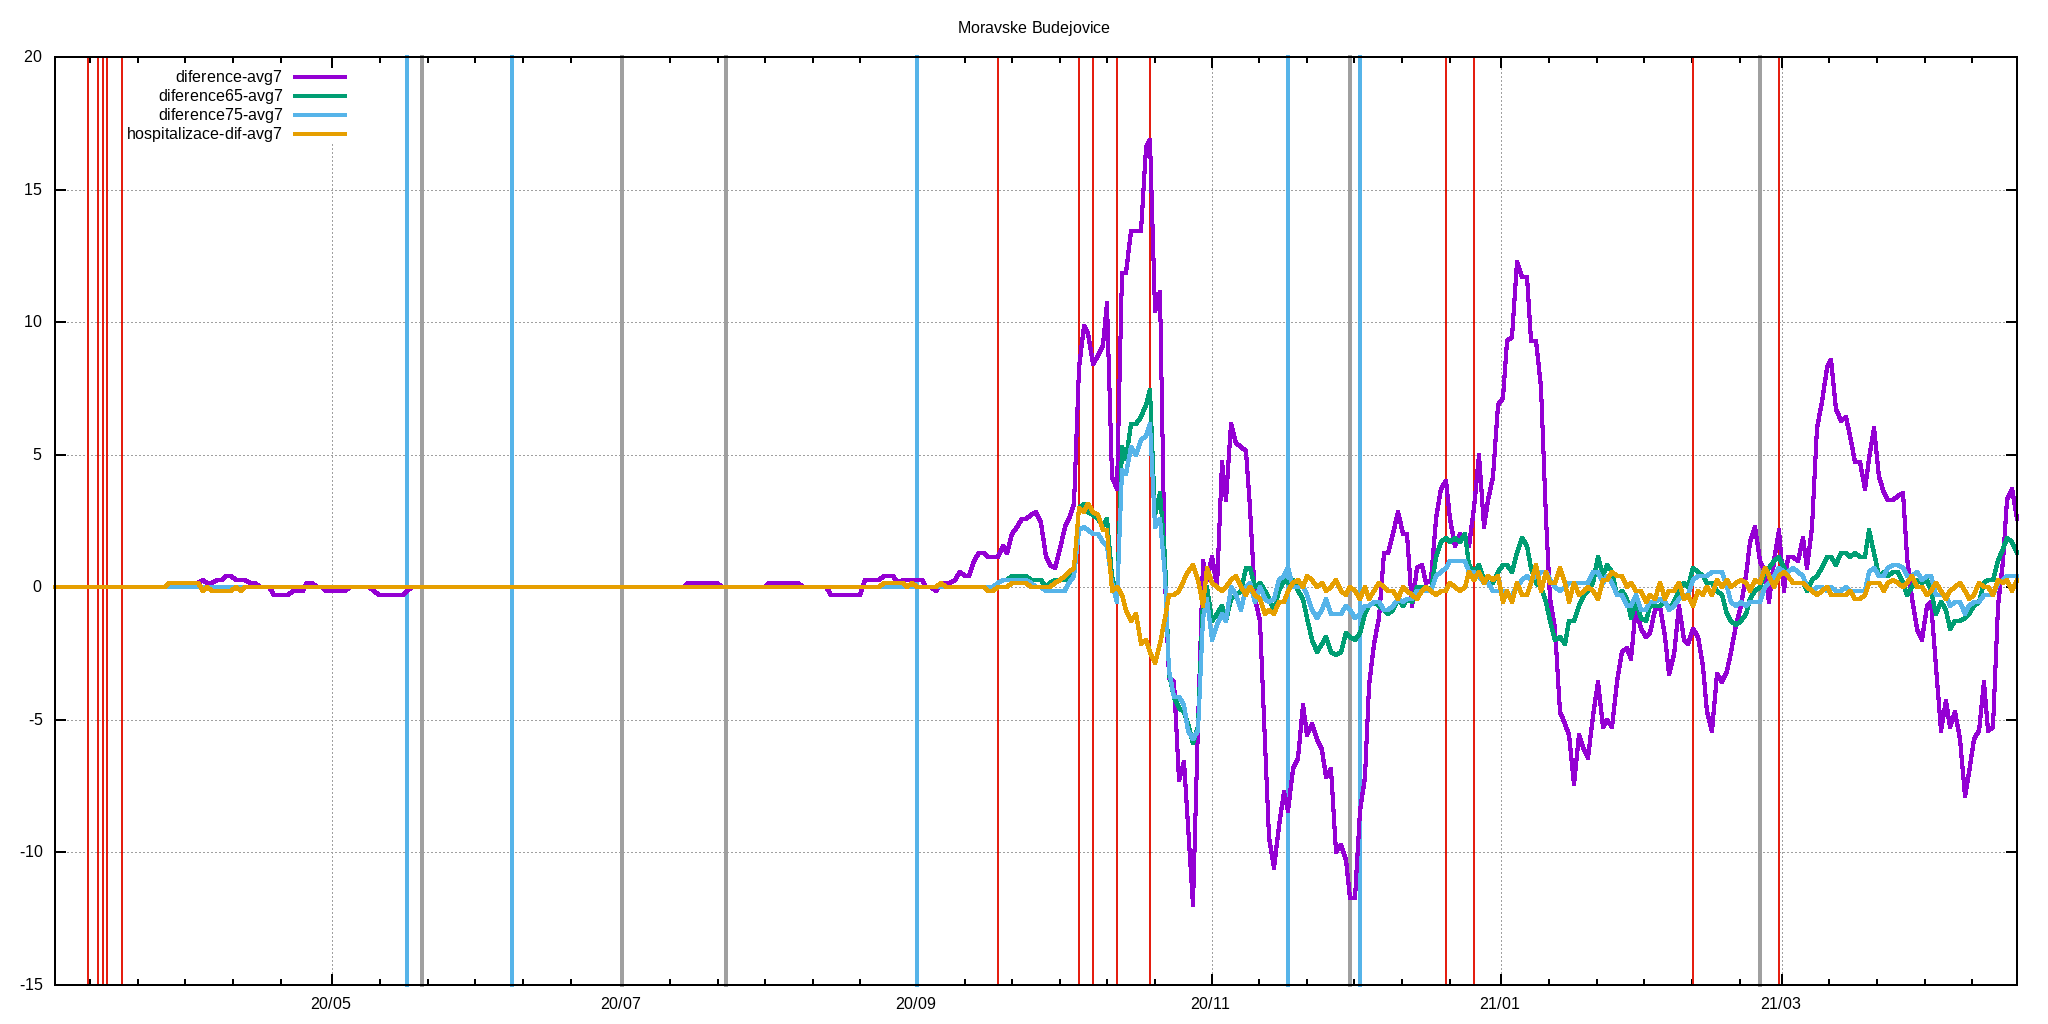 Moravske Budejovice
20
15
10
5
0
-5
-10
-15
diference-avg7
diference65-avg7
diference75-avg7
hospitalizace-dif-avg7
20/05
20/07
20/09
20/11
21/01
21/03